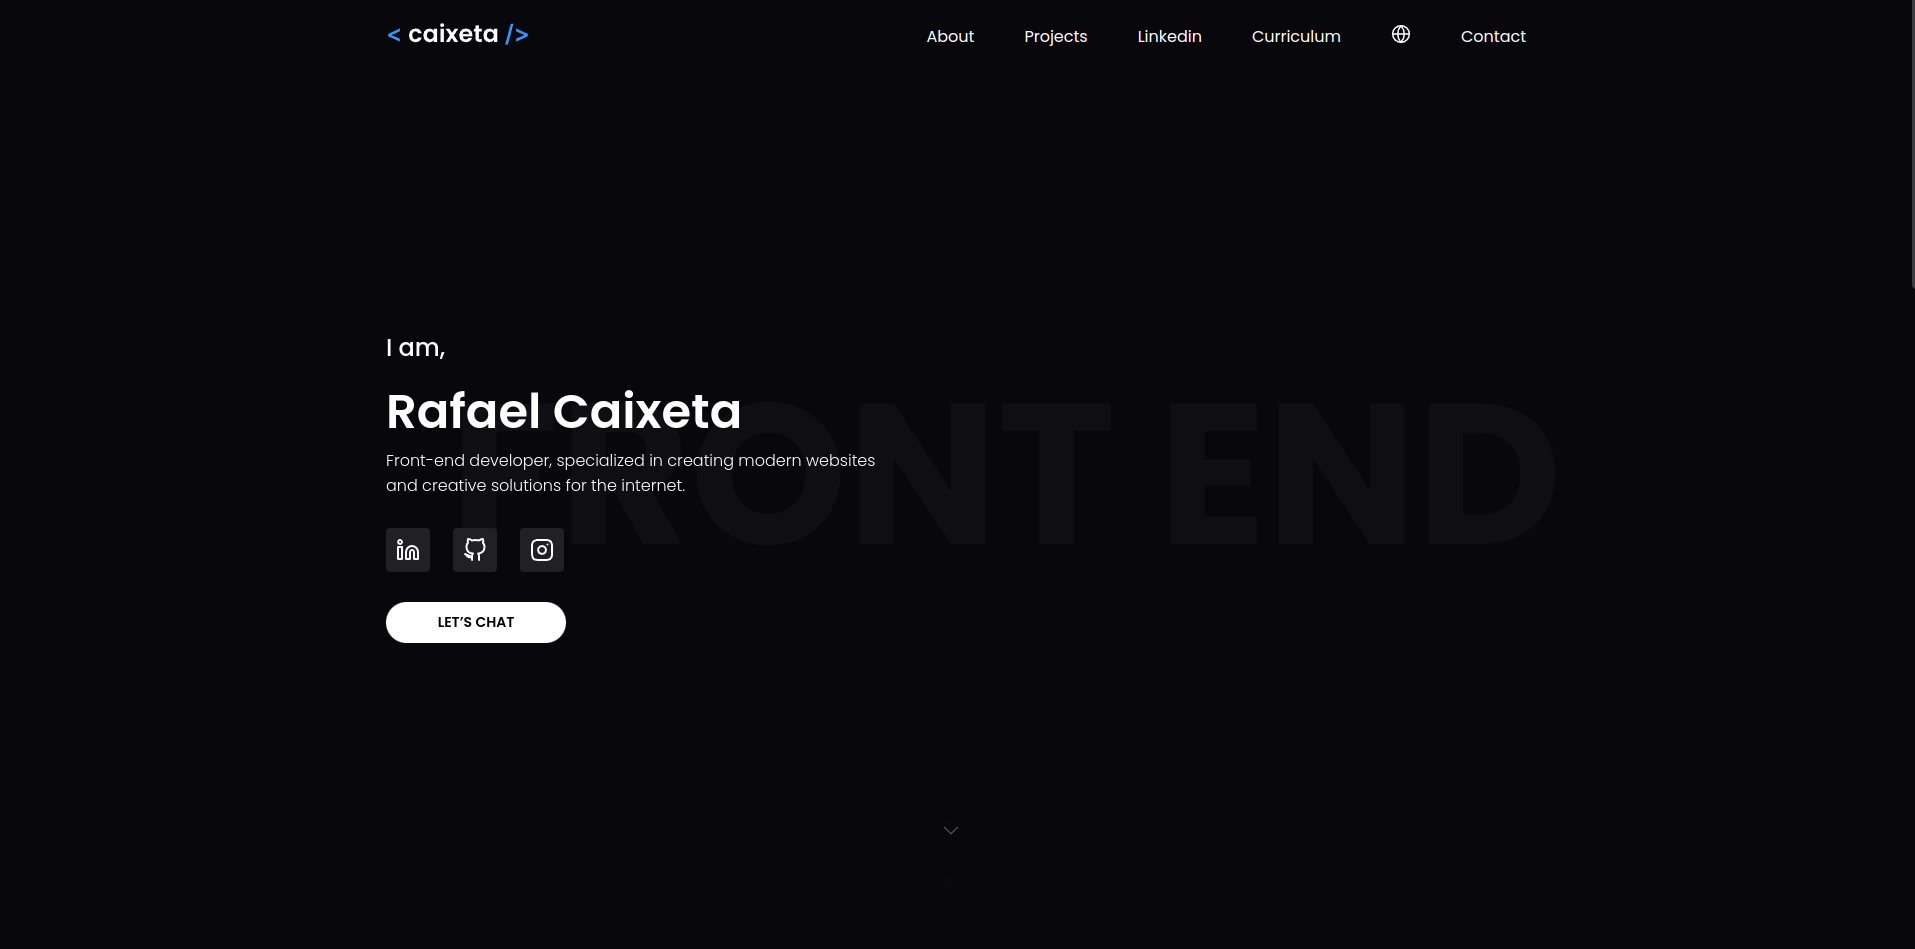 < caixeta />
About
Projects
Linkedin
Curriculum
Contact
I am,
Rafael Caixeta
FRONT END
Front-end developer, specialized in creating modern websites
and creative solutions for the internet.
LET'S CHAT